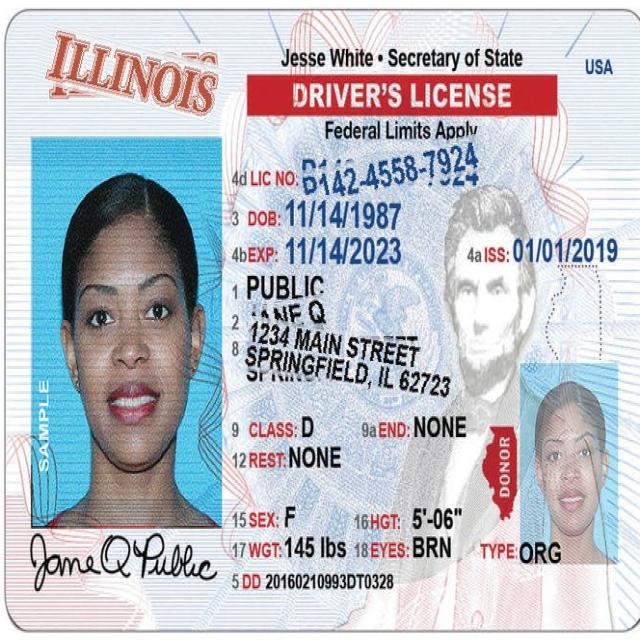 ILLINOIS
Jesse White • Secretary of State
USA
DRIVER'S LICENSE
Federal Limits Apply
4d LIC NO: D142-4558-7924
3 DOB: 11/14/1987
4b EXP: 11/14/2023 4a ISS: 01/01/2019
1 PUBLIC
2 JANE Q
8 1234 MAIN STREET
SPRINGFIELD, IL 62723
9 CLASS: D 9a END: NONE
12 REST: NONE
DONOR
15 SEX: F 16 HGT: 5'-06"
17 WGT: 145 lbs 18 EYES: BRN TYPE: ORG
5 DD 20160210993DT0328
SAMPLE
Jane Q Public